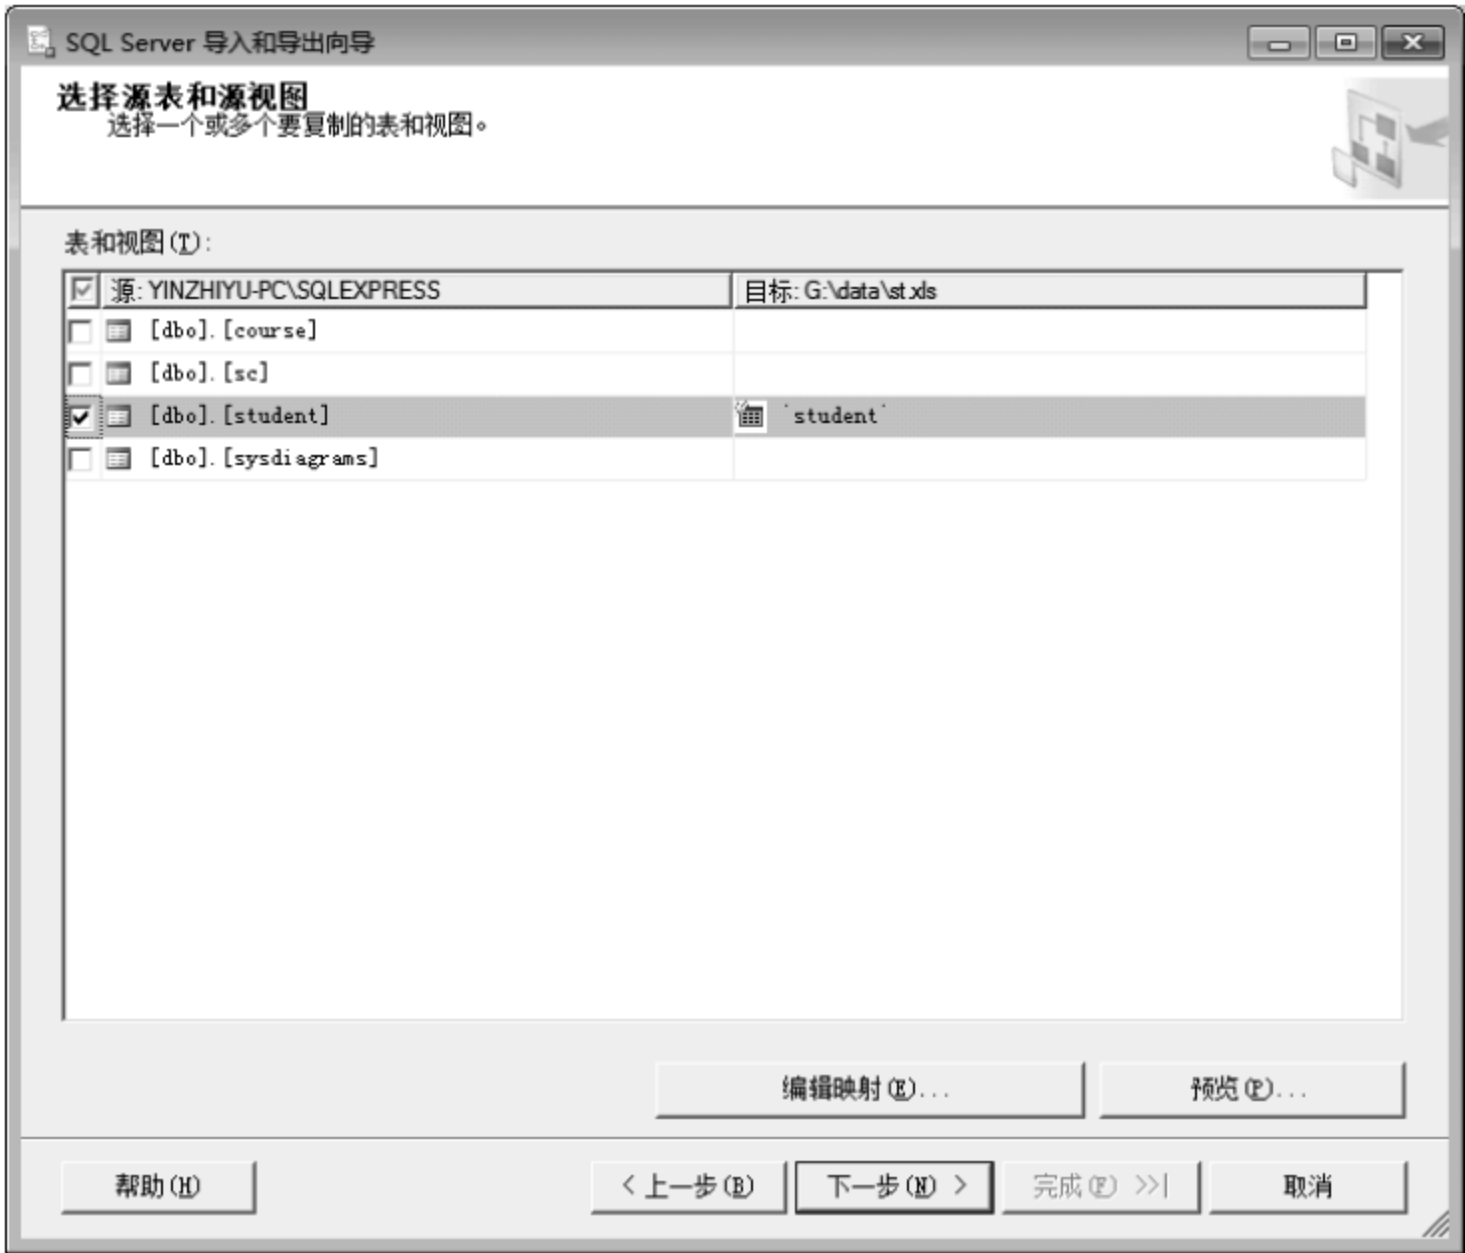 SQL Server 导入和导出向导
选择源表和源视图
选择一个或多个要复制的表和视图。
表和视图(T):
源: YINZHIYU-PC\SQLEXPRESS 目标: G:\data\st.xls
[dbo].[course]
[dbo].[sc]
[dbo].[student] `student`
[dbo].[sysdiagrams]
编辑映射(E)... 预览(P)...
帮助(H) < 上一步(B) 下一步(N) > 完成(F) >>| 取消